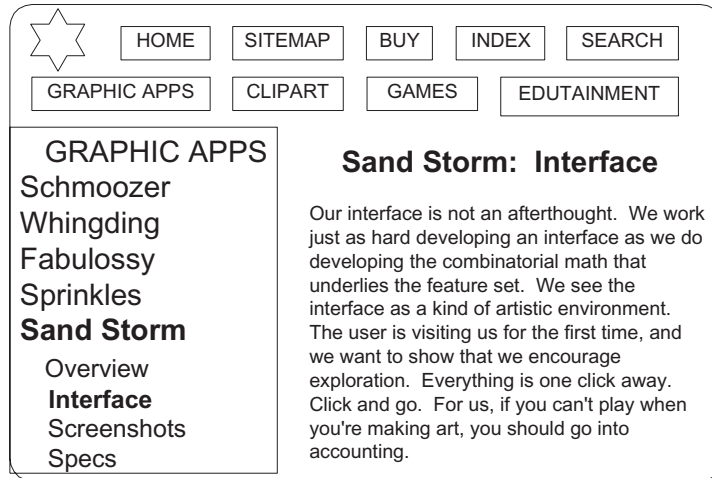 HOME SITEMAP BUY INDEX SEARCH
GRAPHIC APPS CLIPART GAMES EDUTAINMENT
GRAPHIC APPS
Schmoozer
Whingding
Fabulossy
Sprinkles
Sand Storm
Overview
Interface
Screenshots
Specs
Sand Storm: Interface
Our interface is not an afterthought. We work
just as hard developing an interface as we do
developing the combinatorial math that
underlies the feature set. We see the
interface as a kind of artistic environment.
The user is visiting us for the first time, and
we want to show that we encourage
exploration. Everything is one click away.
Click and go. For us, if you can't play when
you're making art, you should go into
accounting.